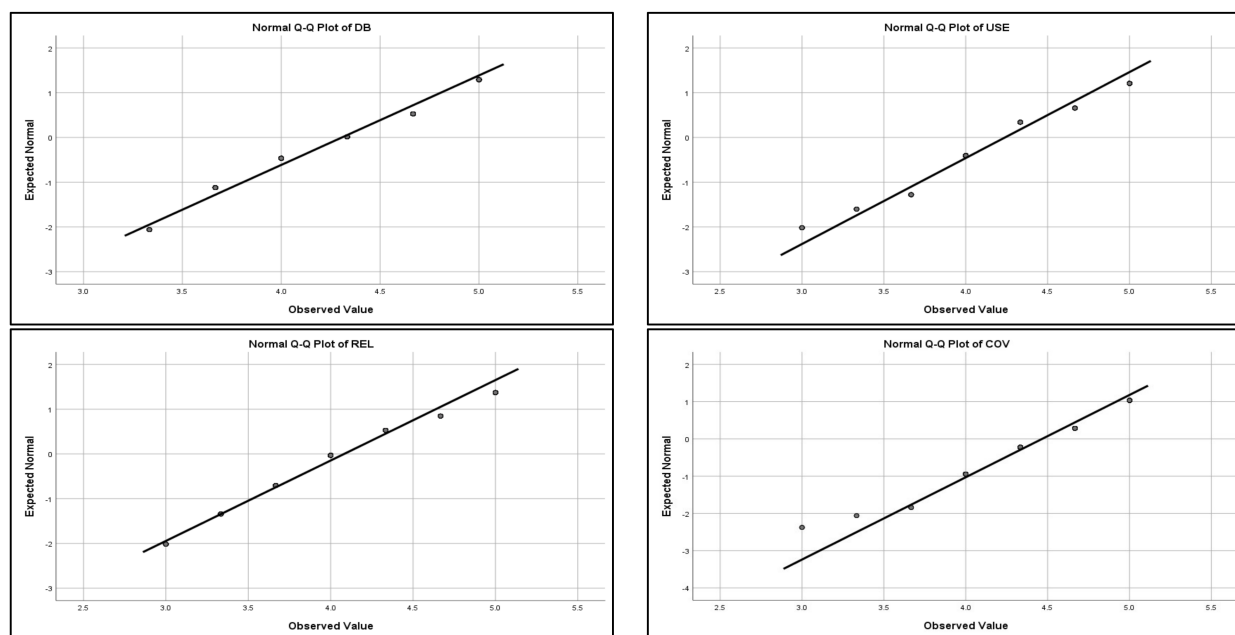 Normal Q-Q Plot of DB
Expected Normal
2
1
0
-1
-2
-3
3.0 3.5 4.0 4.5 5.0 5.5
Observed Value
Normal Q-Q Plot of USE
Expected Normal
2
1
0
-1
-2
-3
2.5 3.0 3.5 4.0 4.5 5.0 5.5
Observed Value
Normal Q-Q Plot of REL
Expected Normal
2
1
0
-1
-2
-3
2.5 3.0 3.5 4.0 4.5 5.0 5.5
Observed Value
Normal Q-Q Plot of COV
Expected Normal
2
1
0
-1
-2
-3
-4
2.5 3.0 3.5 4.0 4.5 5.0 5.5
Observed Value